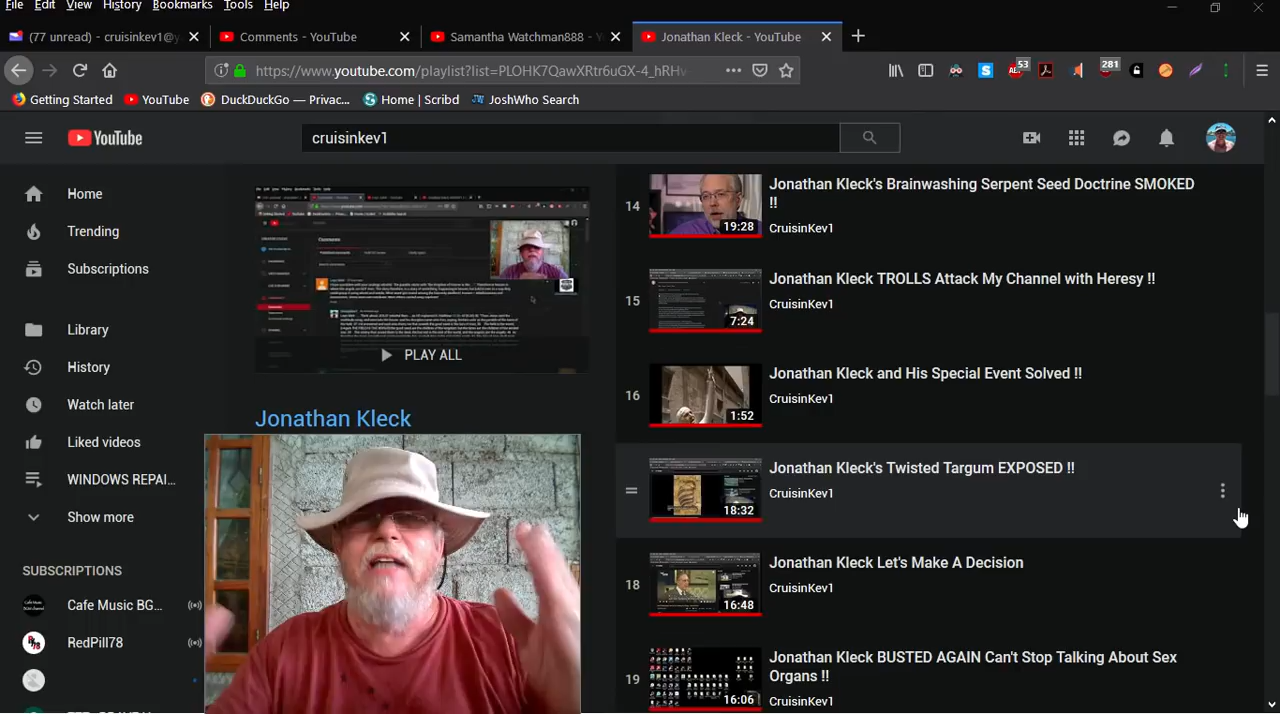 File Edit View History Bookmarks Tools Help
(77 unread) - cruisinkev1@y
Comments - YouTube
Samantha Watchman888 - Y
Jonathan Kleck - YouTube
https://www.youtube.com/playlist?list=PLOHK7QawXRtr6uGX-4_hRHv
53
281
Getting Started YouTube DuckDuckGo — Privac... Home | Scribd JoshWho Search
YouTube
cruisinkev1
Home
Trending
Subscriptions
Library
History
Watch later
Liked videos
WINDOWS REPAI...
Show more
SUBSCRIPTIONS
Cafe Music BG...
RedPill78
PLAY ALL
Jonathan Kleck
14
19:28
Jonathan Kleck's Brainwashing Serpent Seed Doctrine SMOKED
!!
CruisinKev1
15
7:24
Jonathan Kleck TROLLS Attack My Channel with Heresy !!
CruisinKev1
16
1:52
Jonathan Kleck and His Special Event Solved !!
CruisinKev1
18:32
Jonathan Kleck's Twisted Targum EXPOSED !!
CruisinKev1
18
16:48
Jonathan Kleck Let's Make A Decision
CruisinKev1
19
16:06
Jonathan Kleck BUSTED AGAIN Can't Stop Talking About Sex
Organs !!
CruisinKev1